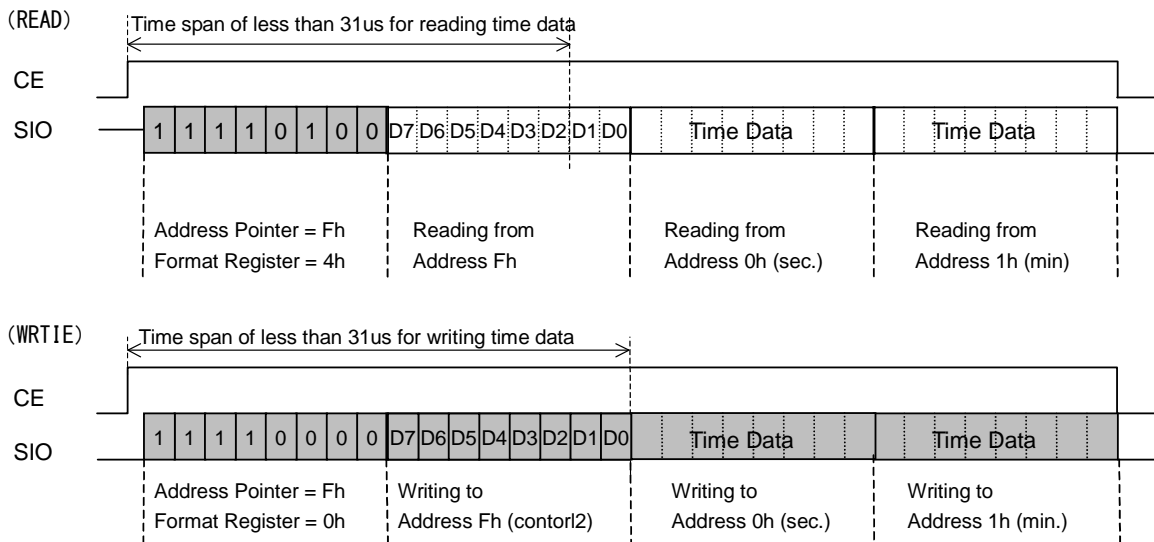 (READ)
Time span of less than 31us for reading time data
CE
SIO
1 1 1 1 0 1 0 0 D7 D6 D5 D4 D3 D2 D1 D0 Time Data Time Data
Address Pointer = Fh
Format Register = 4h
Reading from
Address Fh
Reading from
Address 0h (sec.)
Reading from
Address 1h (min)
(WRTIE)
Time span of less than 31us for writing time data
CE
SIO
1 1 1 1 0 0 0 0 D7 D6 D5 D4 D3 D2 D1 D0 Time Data Time Data
Address Pointer = Fh
Format Register = 0h
Writing to
Address Fh (contorl2)
Writing to
Address 0h (sec.)
Writing to
Address 1h (min.)